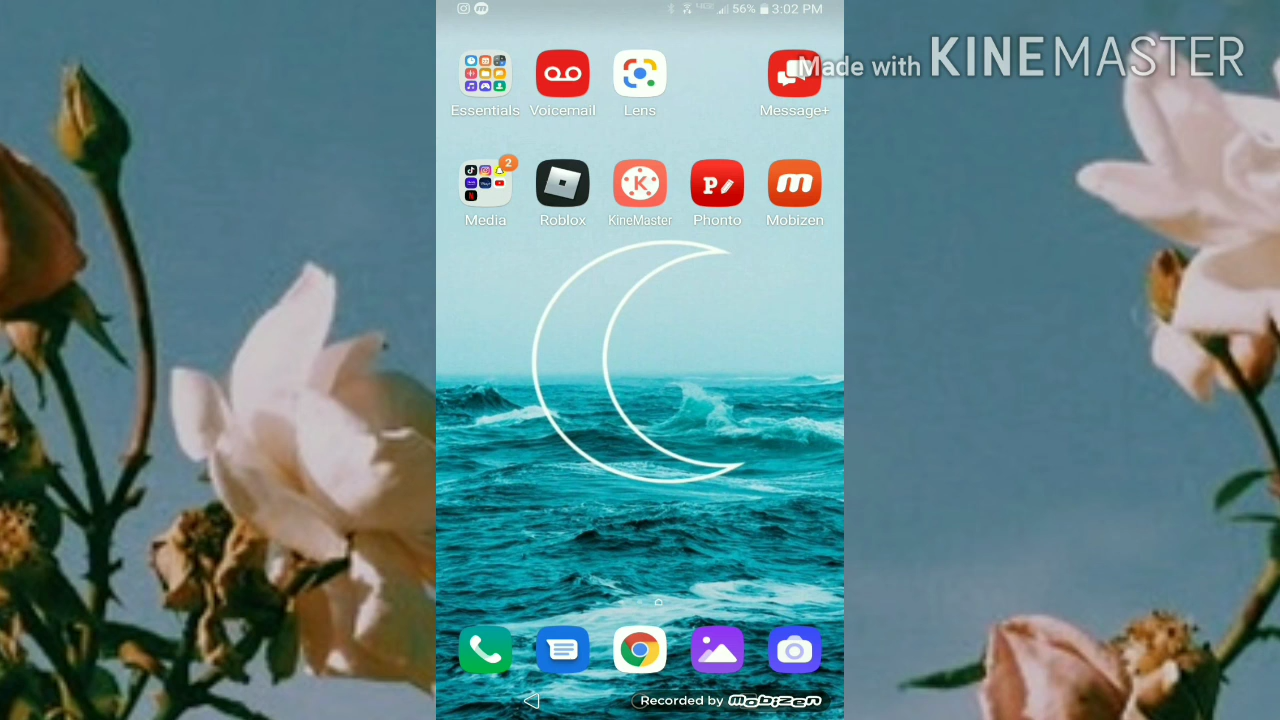 56% 3:02 PM
Made with KINEMASTER
Essentials Voicemail Lens Message+
2
Media Roblox KineMaster Phonto Mobizen
Recorded by Mobizen